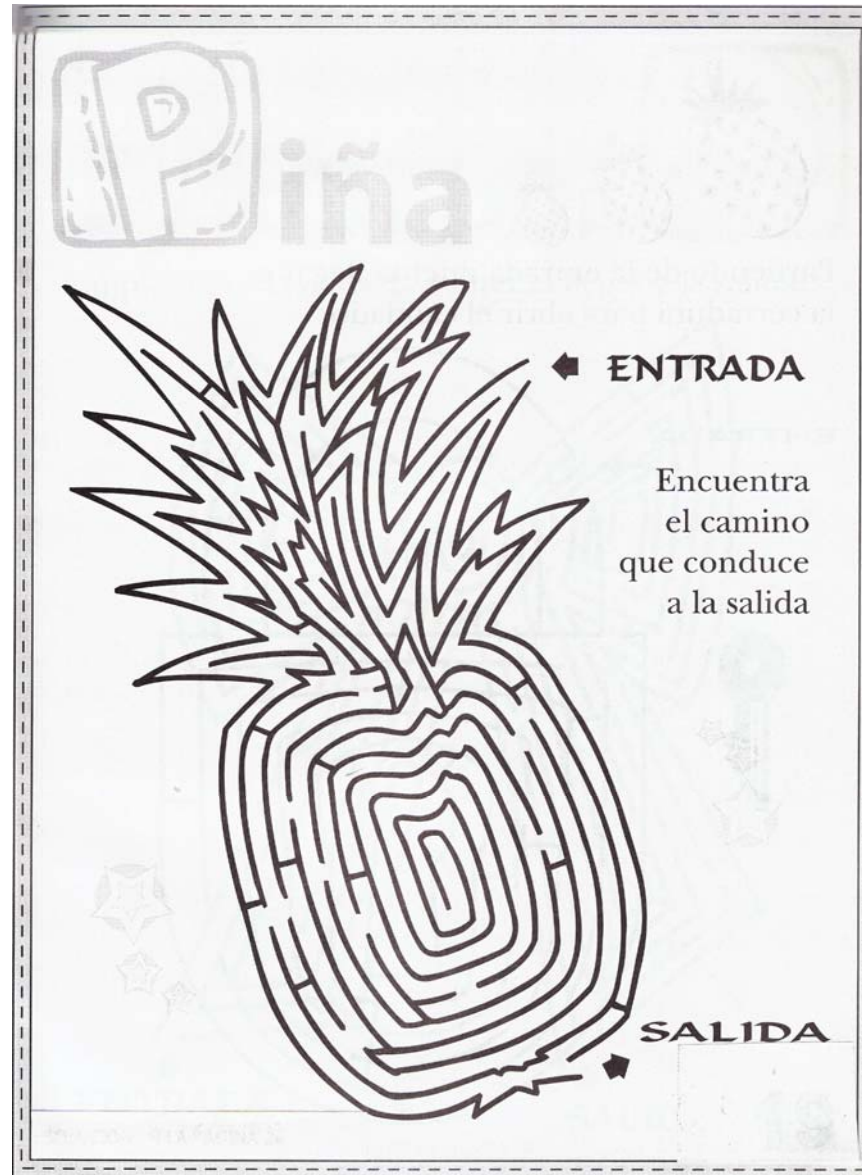 Piña
ENTRADA
Encuentra
el camino
que conduce
a la salida
SALIDA